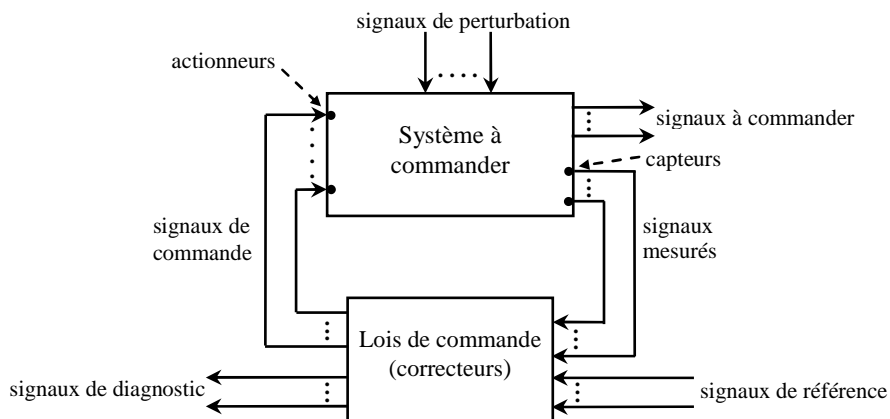 signaux de perturbation
actionneurs
Système à
commander
signaux à commander
capteurs
signaux de
commande
signaux
mesurés
Lois de commande
(correcteurs)
signaux de diagnostic
signaux de référence